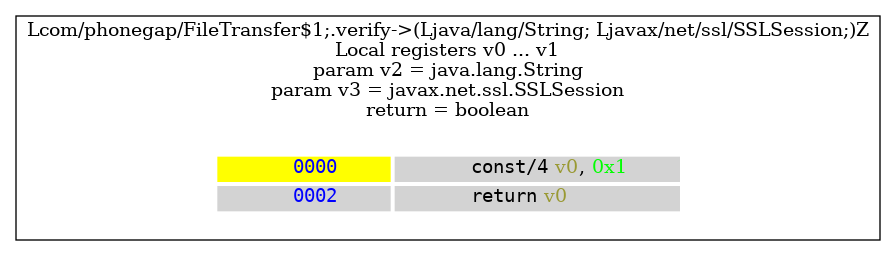 Lcom/phonegap/FileTransfer$1;.verify->(Ljava/lang/String; Ljavax/net/ssl/SSLSession;)Z
Local registers v0 ... v1
param v2 = java.lang.String
param v3 = javax.net.ssl.SSLSession
return = boolean
0000 const/4 v0, 0x1
0002 return v0